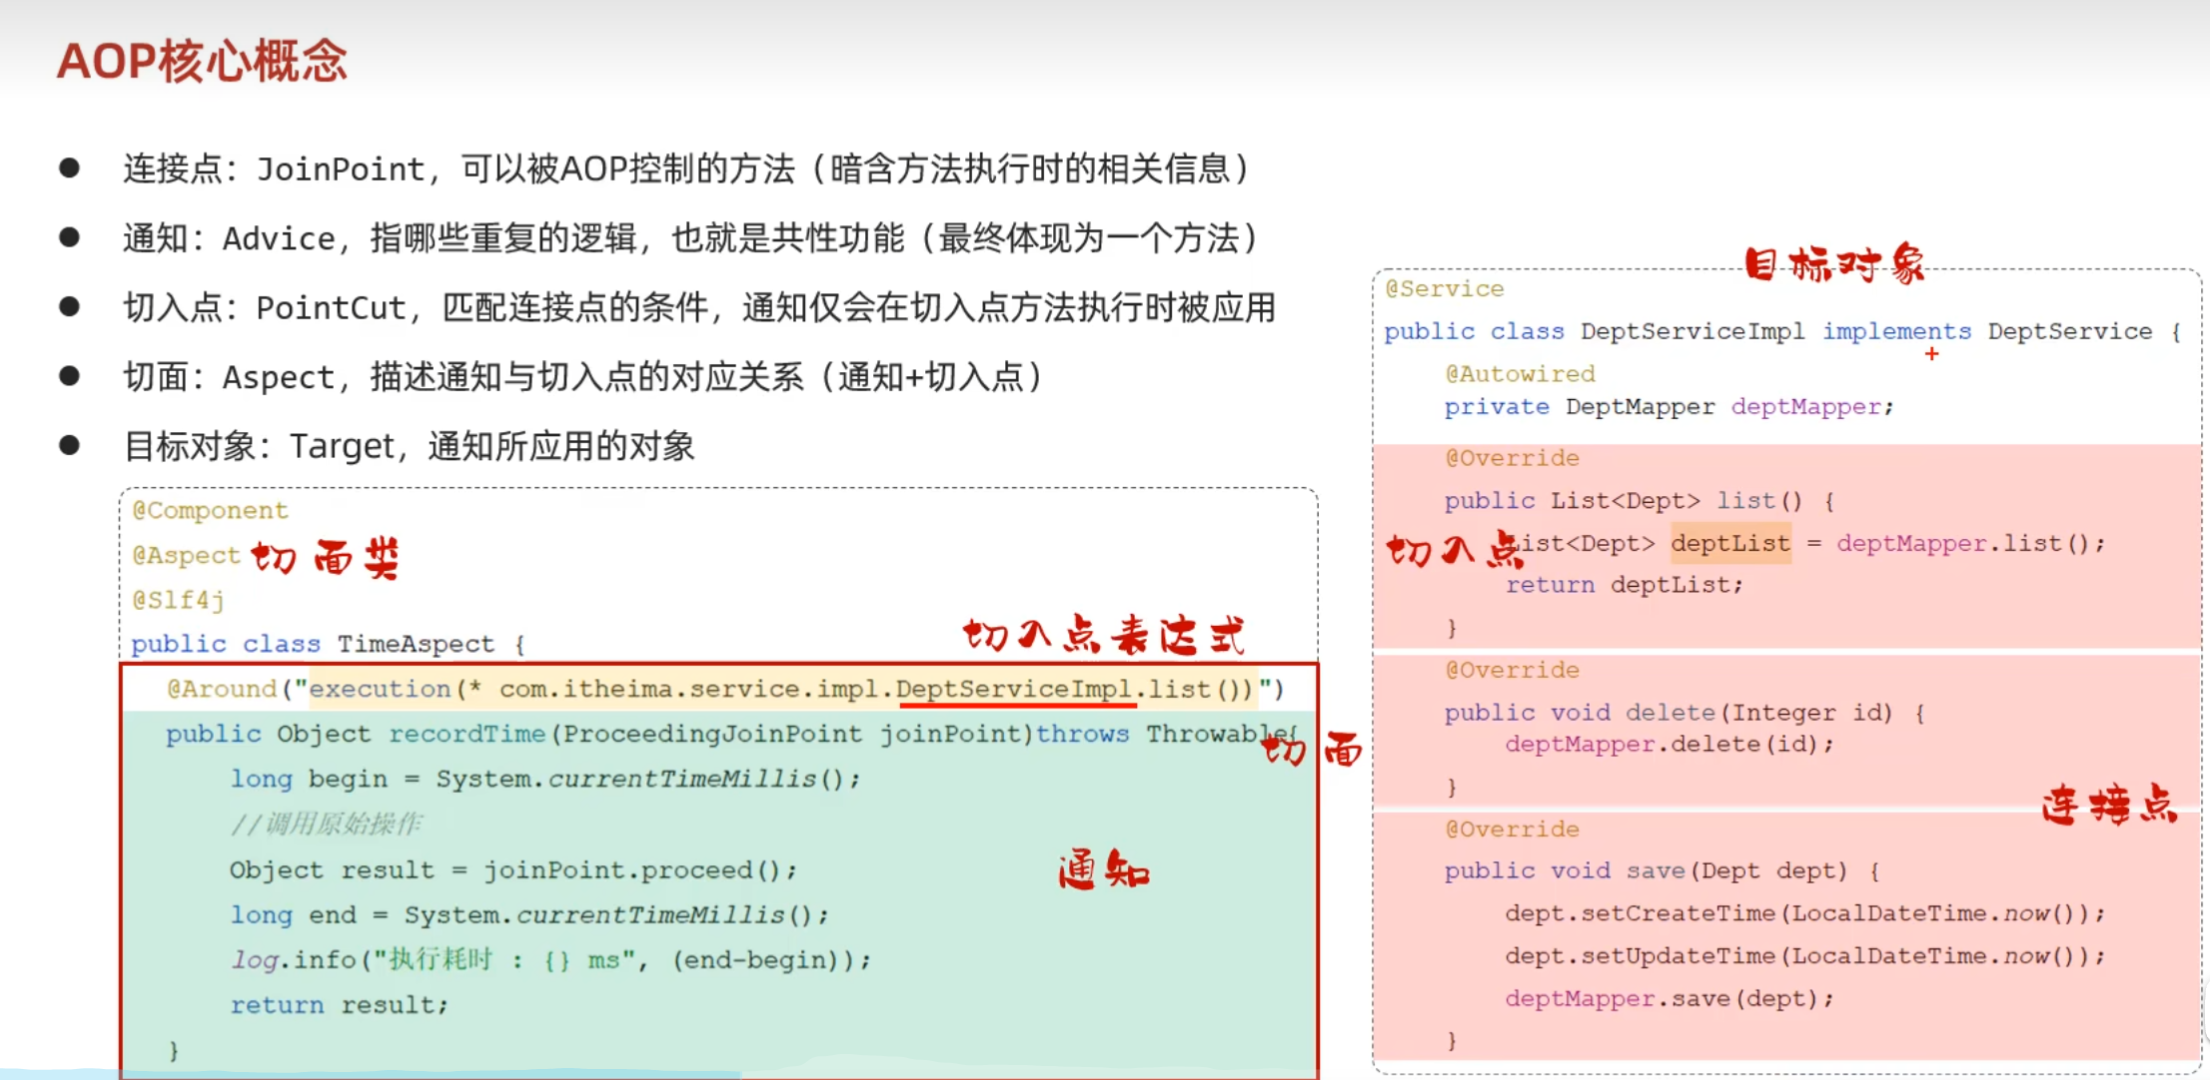 AOP核心概念
连接点：JoinPoint，可以被AOP控制的方法（暗含方法执行时的相关信息）
通知：Advice，指哪些重复的逻辑，也就是共性功能（最终体现为一个方法）
切入点：PointCut，匹配连接点的条件，通知仅会在切入点方法执行时被应用
切面：Aspect，描述通知与切入点的对应关系（通知+切入点）
目标对象：Target，通知所应用的对象
@Component
@Aspect 切面类
@Slf4j
public class TimeAspect {
切入点表达式
@Around("execution(* com.itheima.service.impl.DeptServiceImpl.list())")
public Object recordTime(ProceedingJoinPoint joinPoint)throws Throwable{
切面
long begin = System.currentTimeMillis();
//调用原始操作
Object result = joinPoint.proceed();
通知
long end = System.currentTimeMillis();
log.info("执行耗时 : {} ms", (end-begin));
return result;
}
目标对象
@Service
public class DeptServiceImpl implements DeptService {
@Autowired
private DeptMapper deptMapper;
@Override
public List<Dept> list() {
切入点
List<Dept> deptList = deptMapper.list();
return deptList;
}
@Override
public void delete(Integer id) {
deptMapper.delete(id);
}
连接点
@Override
public void save(Dept dept) {
dept.setCreateTime(LocalDateTime.now());
dept.setUpdateTime(LocalDateTime.now());
deptMapper.save(dept);
}